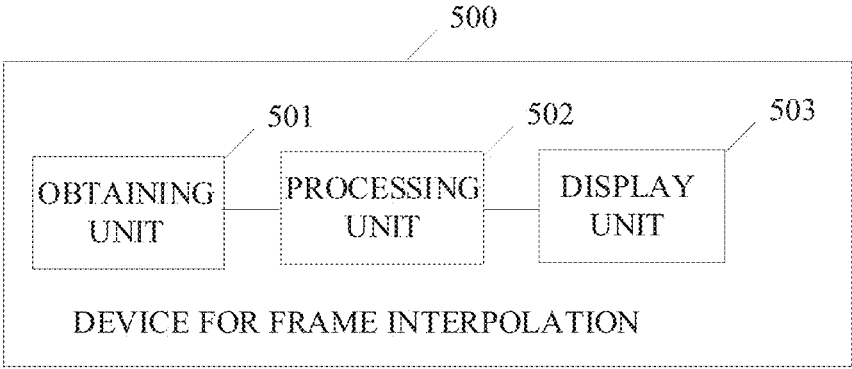 500
501
502
503
OBTAINING
UNIT
PROCESSING
UNIT
DISPLAY
UNIT
DEVICE FOR FRAME INTERPOLATION